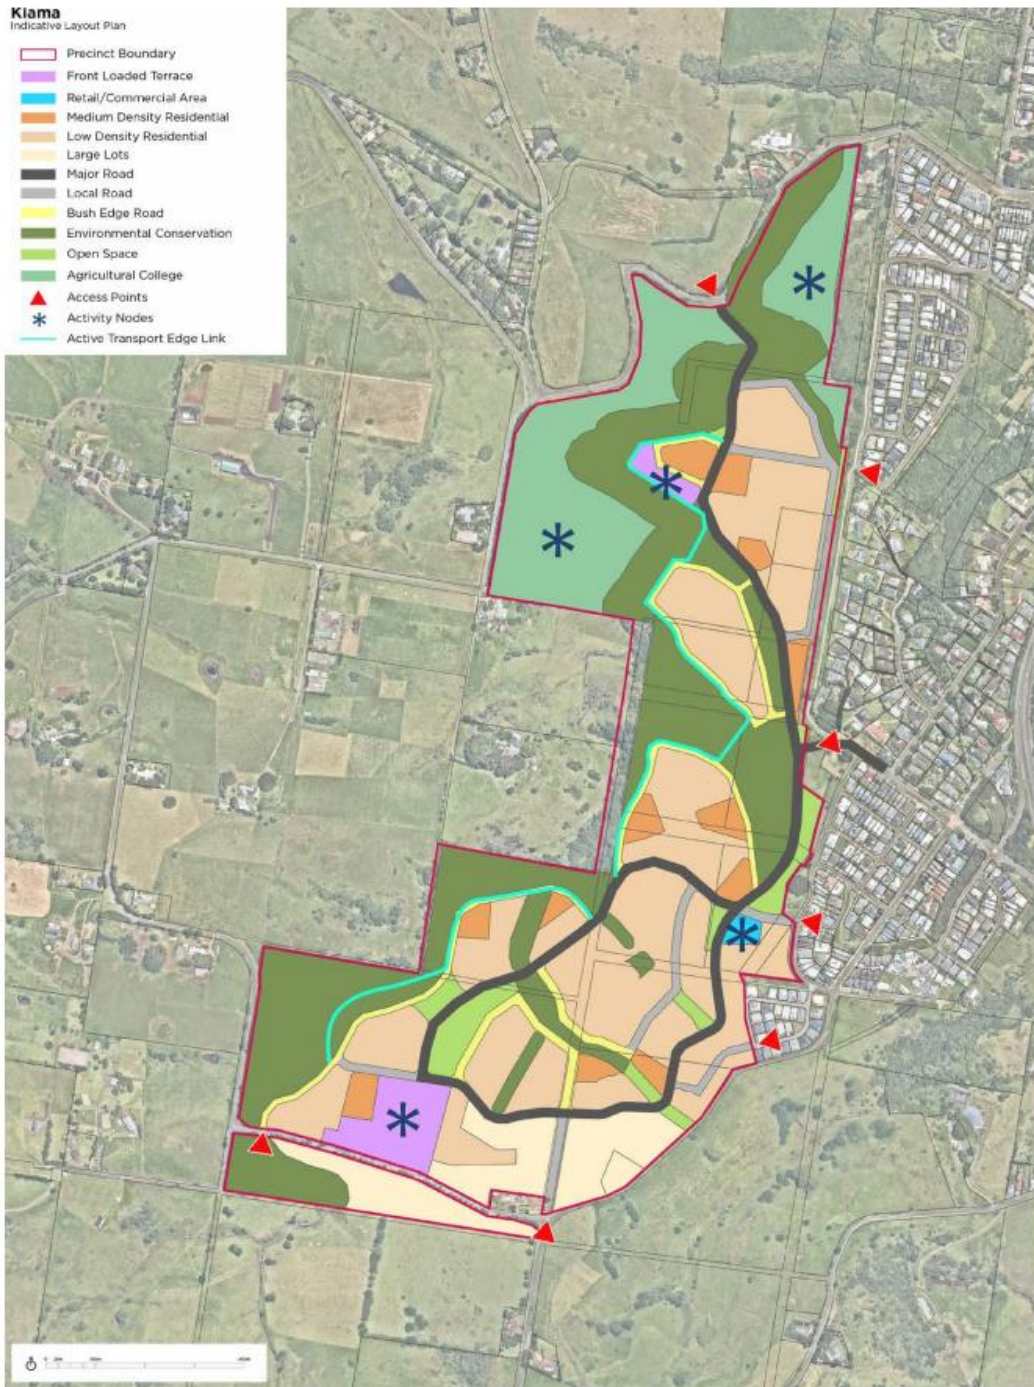 Kiama
Indicative Layout Plan
Precinct Boundary
Front Loaded Terrace
Retail/Commercial Area
Medium Density Residential
Low Density Residential
Large Lots
Major Road
Local Road
Bush Edge Road
Environmental Conservation
Open Space
Agricultural College
Access Points
Activity Nodes
Active Transport Edge Link